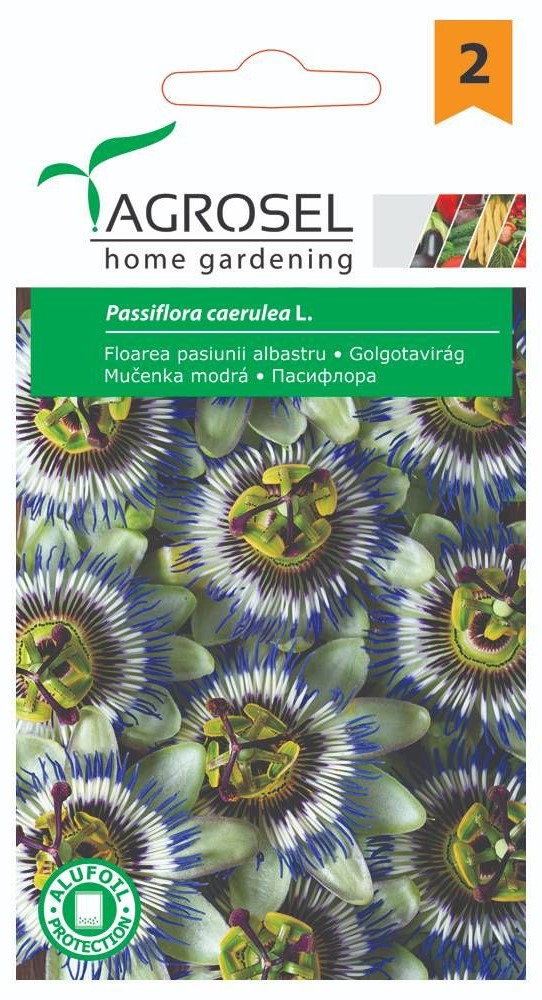 2
AGROSEL
home gardening
Passiflora caerulea L.
Floarea pasiunii albastru • Golgotavirág
Mučenka modrá • Пасифлора
ALUFOIL
PROTECTION